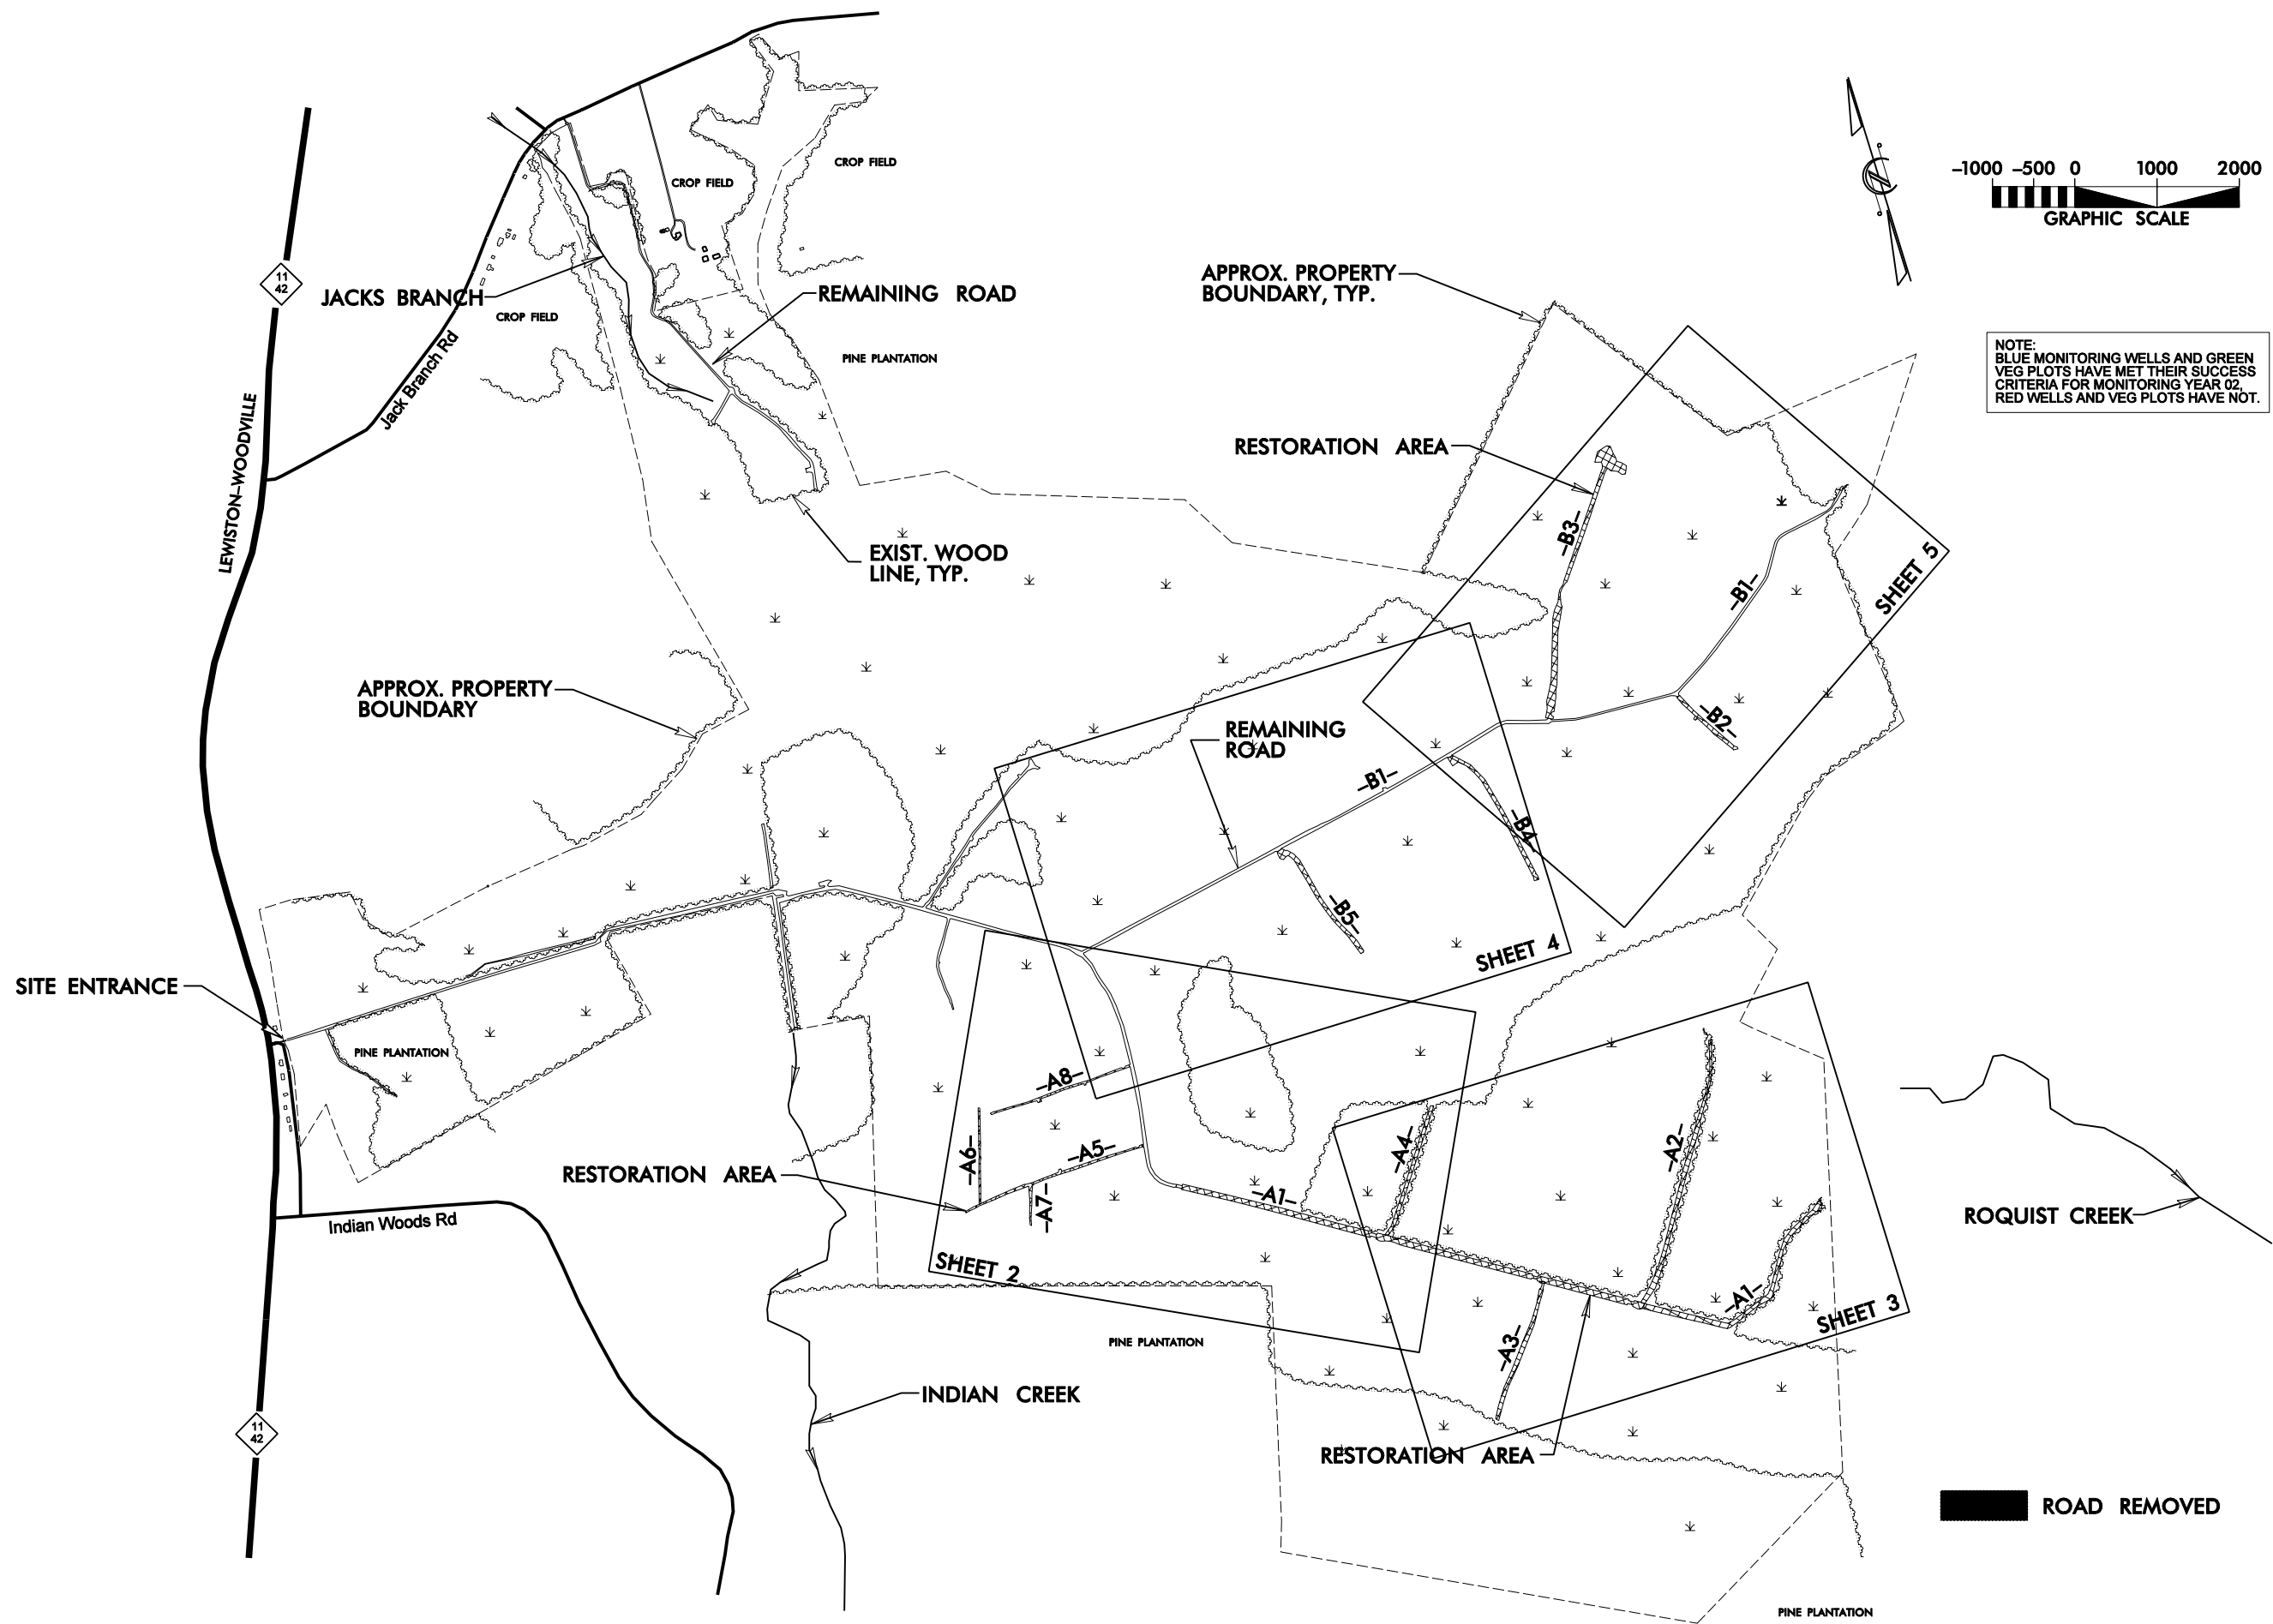 CROP FIELD
CROP FIELD
–1000 –500 0 1000 2000
GRAPHIC SCALE
11
42
JACKS BRANCH
REMAINING ROAD
CROP FIELD
Jack Branch Rd
PINE PLANTATION
APPROX. PROPERTY
BOUNDARY, TYP.
NOTE:
BLUE MONITORING WELLS AND GREEN
VEG PLOTS HAVE MET THEIR SUCCESS
CRITERIA FOR MONITORING YEAR 02,
RED WELLS AND VEG PLOTS HAVE NOT.
LEWISTON–WOODVILLE
RESTORATION AREA
–B3–
EXIST. WOOD
LINE, TYP.
–B1–
SHEET 5
APPROX. PROPERTY
BOUNDARY
REMAINING
ROAD
–B2–
–B1–
–B4–
–B5–
SHEET 4
SITE ENTRANCE
PINE PLANTATION
–A8–
–A6–
–A5–
–A7–
RESTORATION AREA
–A4–
–A2–
–A1–
Indian Woods Rd
SHEET 2
ROQUIST CREEK
–A1–
SHEET 3
PINE PLANTATION
–A3–
INDIAN CREEK
11
42
RESTORATION AREA
ROAD REMOVED
PINE PLANTATION